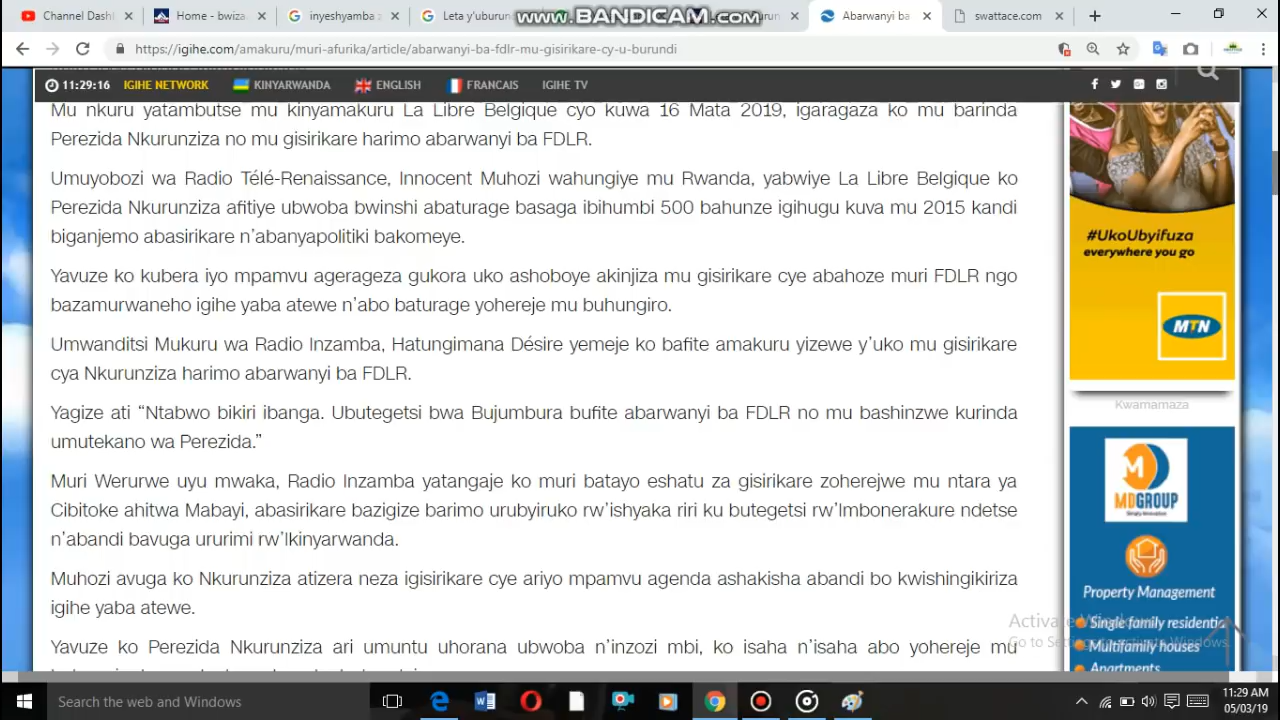 Channel Dash
Home - bwiza
inyeshyamba z
Leta y'uburun
www.BANDICAM.com
Abarwanyi ba
swattace.com
https://igihe.com/amakuru/muri-afurika/article/abarwanyi-ba-fdlr-mu-gisirikare-cy-u-burundi
11:29:16 IGIHE NETWORK KINYARWANDA ENGLISH FRANCAIS IGIHE TV
Mu nkuru yatambutse mu kinyamakuru La Libre Belgique cyo kuwa 16 Mata 2019, igaragaza ko mu barinda
Perezida Nkurunziza no mu gisirikare harimo abarwanyi ba FDLR.
Umuyobozi wa Radio Télé-Renaissance, Innocent Muhozi wahungiye mu Rwanda, yabwiye La Libre Belgique ko
Perezida Nkurunziza afitiye ubwoba bwinshi abaturage basaga ibihumbi 500 bahunze igihugu kuva mu 2015 kandi
biganjemo abasirikare n'abanyapolitiki bakomeye.
Yavuze ko kubera iyo mpamvu agerageza gukora uko ashoboye akinjiza mu gisirikare cye abahoze muri FDLR ngo
bazamurwaneho igihe yaba atewe n'abo baturage yohereje mu buhungiro.
Umwanditsi Mukuru wa Radio Inzamba, Hatungimana Désire yemeje ko bafite amakuru yizewe y'uko mu gisirikare
cya Nkurunziza harimo abarwanyi ba FDLR.
Yagize ati “Ntabwo bikiri ibanga. Ubutegetsi bwa Bujumbura bufite abarwanyi ba FDLR no mu bashinzwe kurinda
umutekano wa Perezida.”
Muri Werurwe uyu mwaka, Radio Inzamba yatangaje ko muri batayo eshatu za gisirikare zoherejwe mu ntara ya
Cibitoke ahitwa Mabayi, abasirikare bazigize barimo urubyiruko rw'ishyaka riri ku butegetsi rw'Imbonerakure ndetse
n'abandi bavuga ururimi rw'Ikinyarwanda.
Muhozi avuga ko Nkurunziza atizera neza igisirikare cye ariyo mpamvu agenda ashakisha abandi bo kwishingikiriza
igihe yaba atewe.
Yavuze ko Perezida Nkurunziza ari umuntu uhorana ubwoba n'inzozi mbi, ko isaha n'isaha abo yohereje mu
#UkoUbyifuza
everywhere you go
MTN
Kwamamaza
MDGROUP
Simply Innovation
Property Management
Single family residentia
Multifamily houses
Apartments
Activate Windows
Go to Settings to activate Windows.
Search the web and Windows
11:29 AM
05/03/19